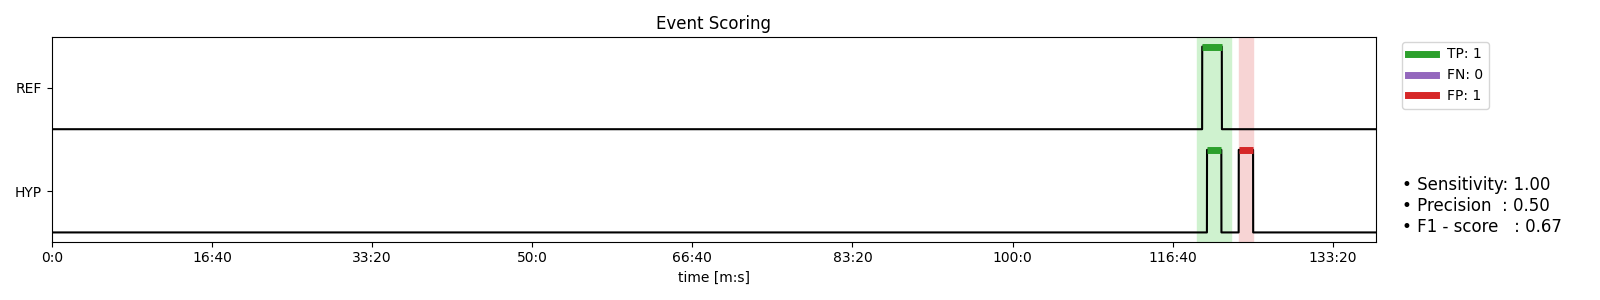 Event Scoring
REF
HYP
0:0 16:40 33:20 50:0 66:40 83:20 100:0 116:40 133:20
time [m:s]
TP: 1
FN: 0
FP: 1
• Sensitivity: 1.00
• Precision : 0.50
• F1 - score : 0.67